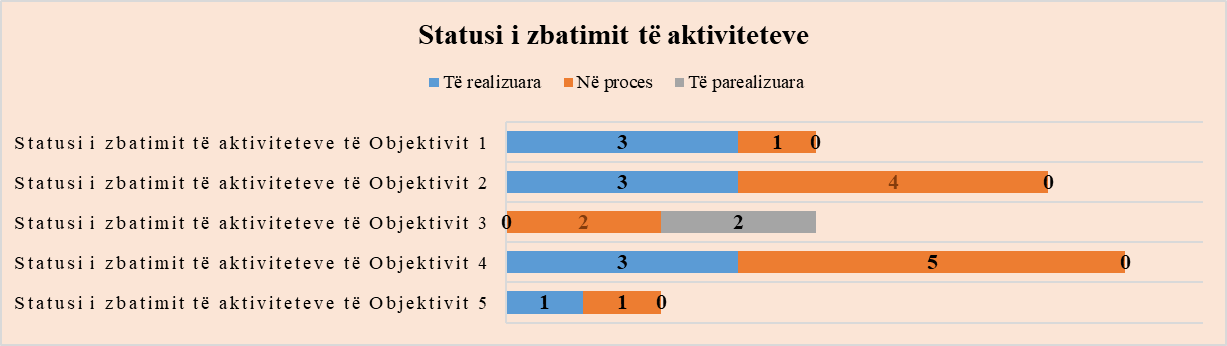 Statusi i zbatimit të aktiviteteve
Të realizuara Në proces Të parealizuara
Statusi i zbatimit të aktiviteteve të Objektivit 1 3 1 0
Statusi i zbatimit të aktiviteteve të Objektivit 2 3 4 0
Statusi i zbatimit të aktiviteteve të Objektivit 3 0 2 2
Statusi i zbatimit të aktiviteteve të Objektivit 4 3 5 0
Statusi i zbatimit të aktiviteteve të Objektivit 5 1 1 0